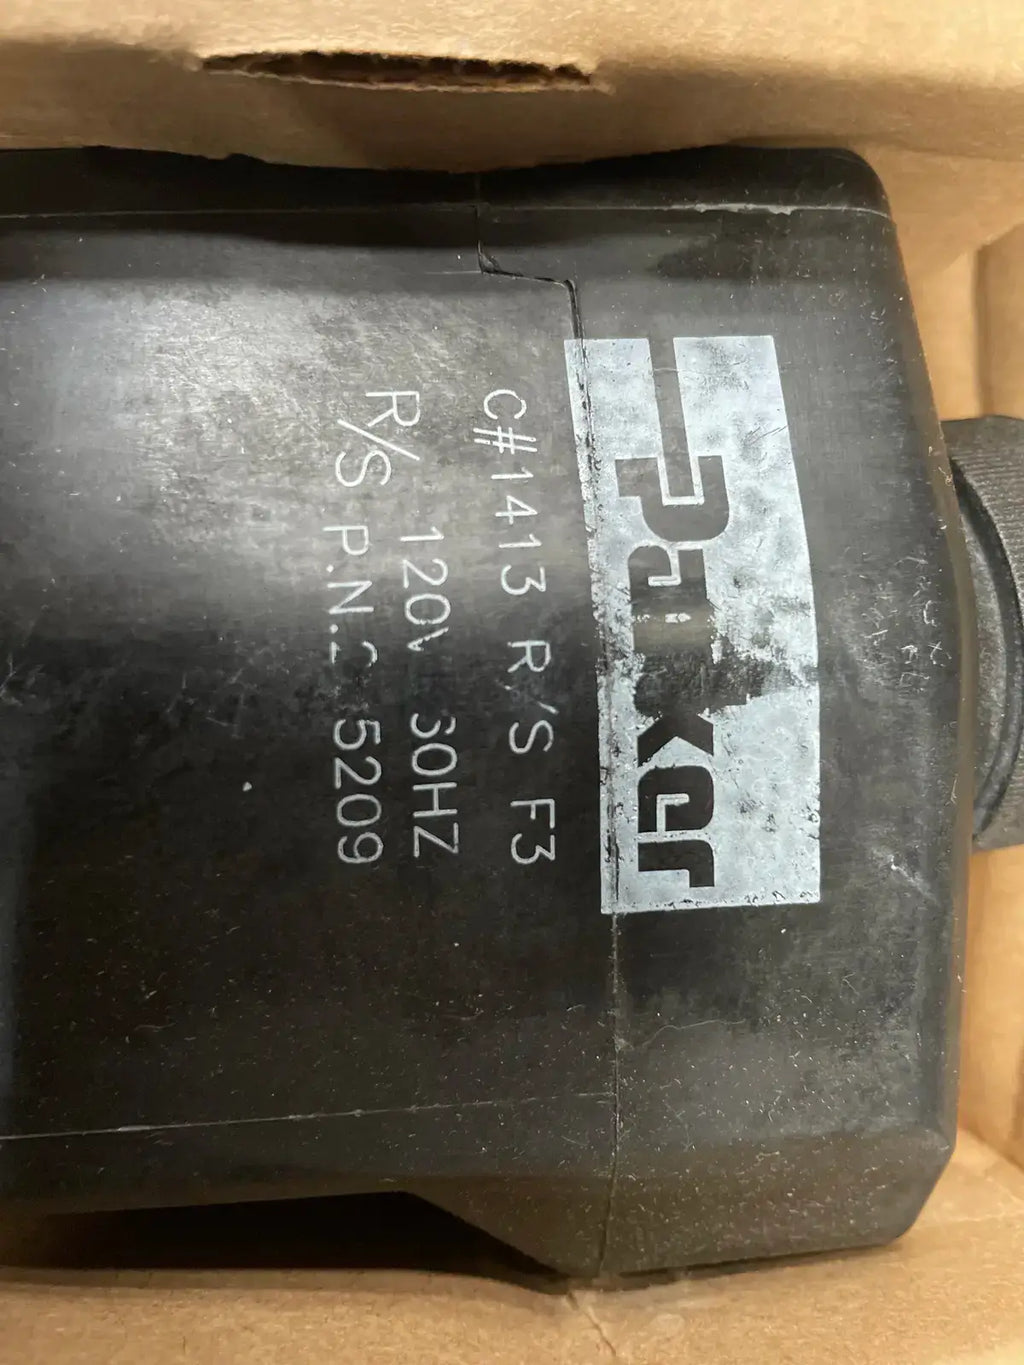 Parker
C#1413 R/S F3
R/S 120V 60HZ
P.N. 5209